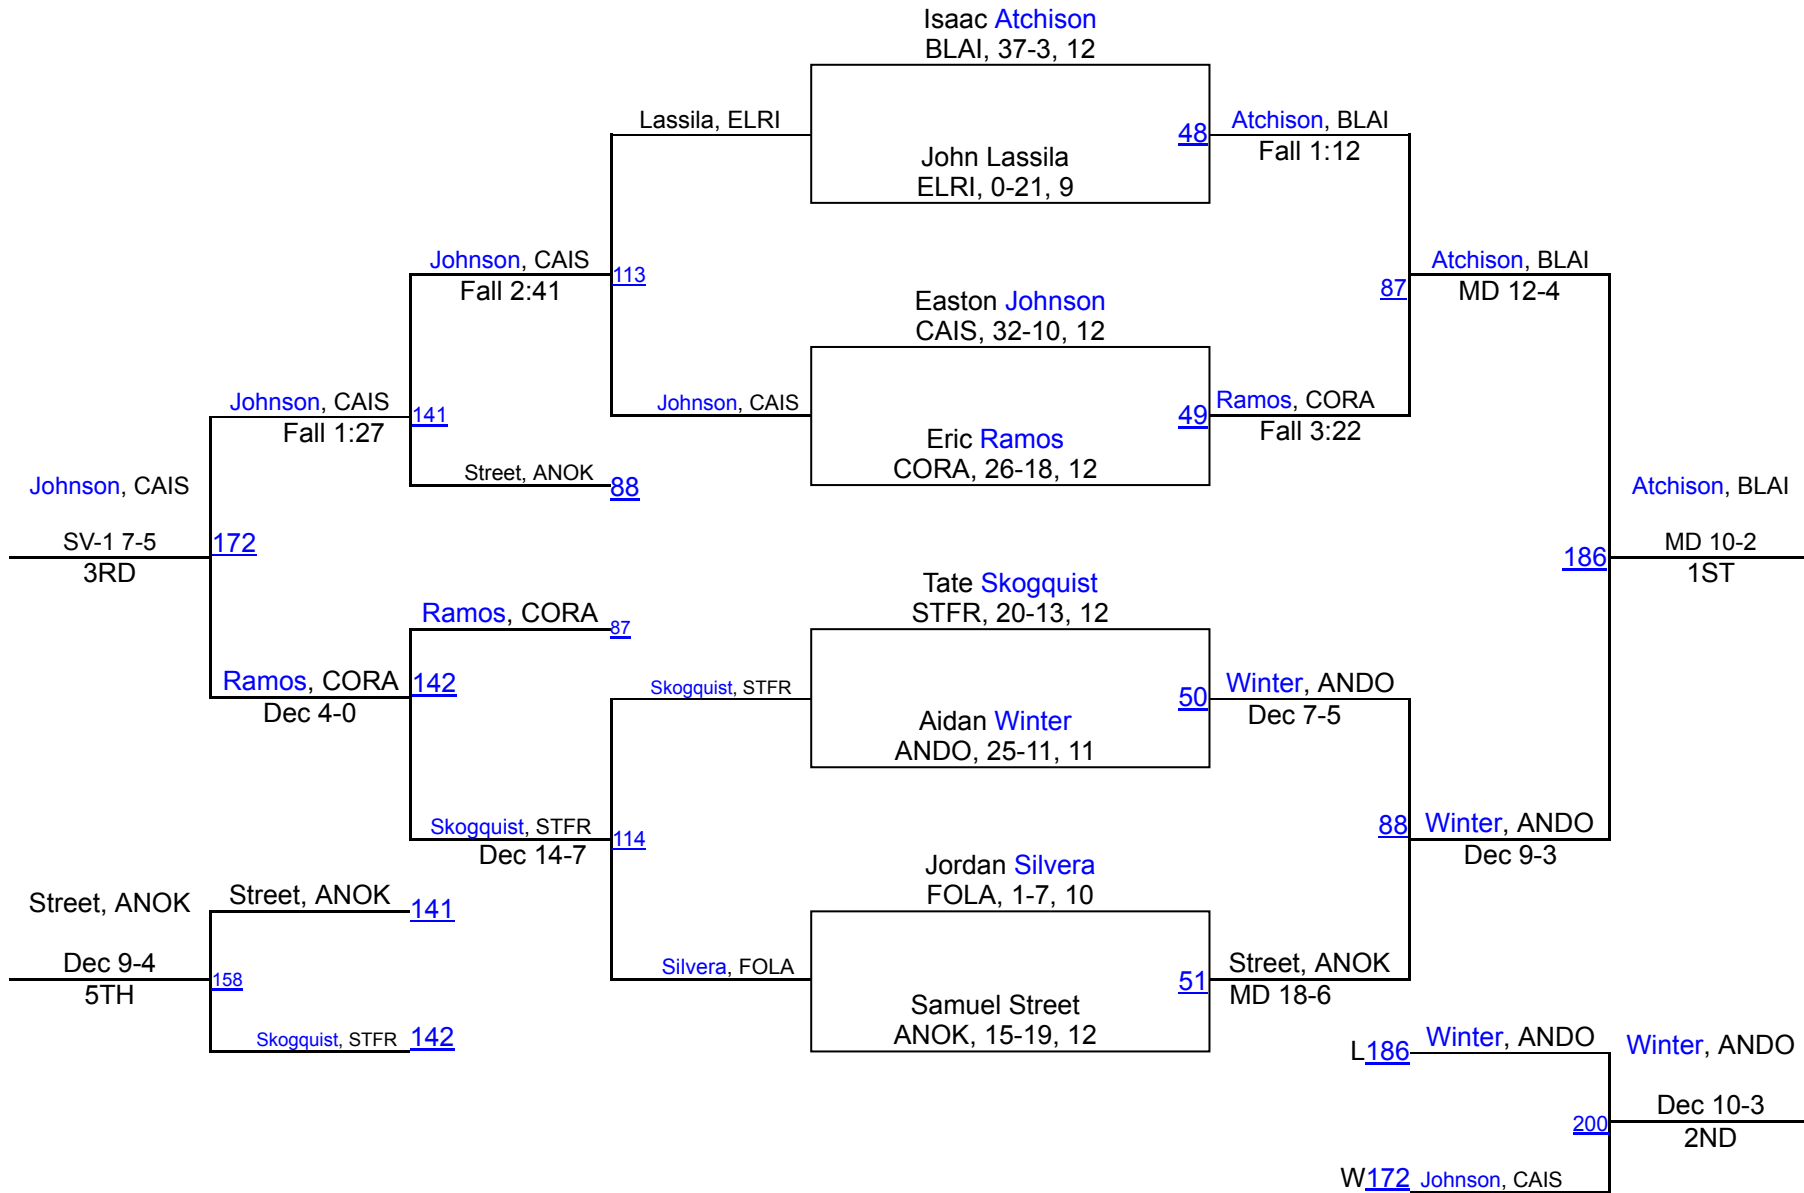 Isaac Atchison
BLAI, 37-3, 12
Lassila, ELRI
48
Atchison, BLAI
Fall 1:12
John Lassila
ELRI, 0-21, 9
Johnson, CAIS
Fall 2:41
113
Atchison, BLAI
MD 12-4
87
Easton Johnson
CAIS, 32-10, 12
Johnson, CAIS
Fall 1:27
141
Johnson, CAIS
49
Ramos, CORA
Fall 3:22
Eric Ramos
CORA, 26-18, 12
Street, ANOK
88
Johnson, CAIS
SV-1 7-5
3RD
172
Atchison, BLAI
186
MD 10-2
1ST
Tate Skogquist
STFR, 20-13, 12
Ramos, CORA
87
Ramos, CORA
Dec 4-0
142
Skogquist, STFR
50
Winter, ANDO
Dec 7-5
Aidan Winter
ANDO, 25-11, 11
Skogquist, STFR
Dec 14-7
114
88
Winter, ANDO
Dec 9-3
Jordan Silvera
FOLA, 1-7, 10
Street, ANOK
Street, ANOK
141
Dec 9-4
5TH
158
Silvera, FOLA
51
Street, ANOK
MD 18-6
Samuel Street
ANOK, 15-19, 12
Skogquist, STFR
142
L186
Winter, ANDO
Winter, ANDO
200
Dec 10-3
2ND
W172
Johnson, CAIS